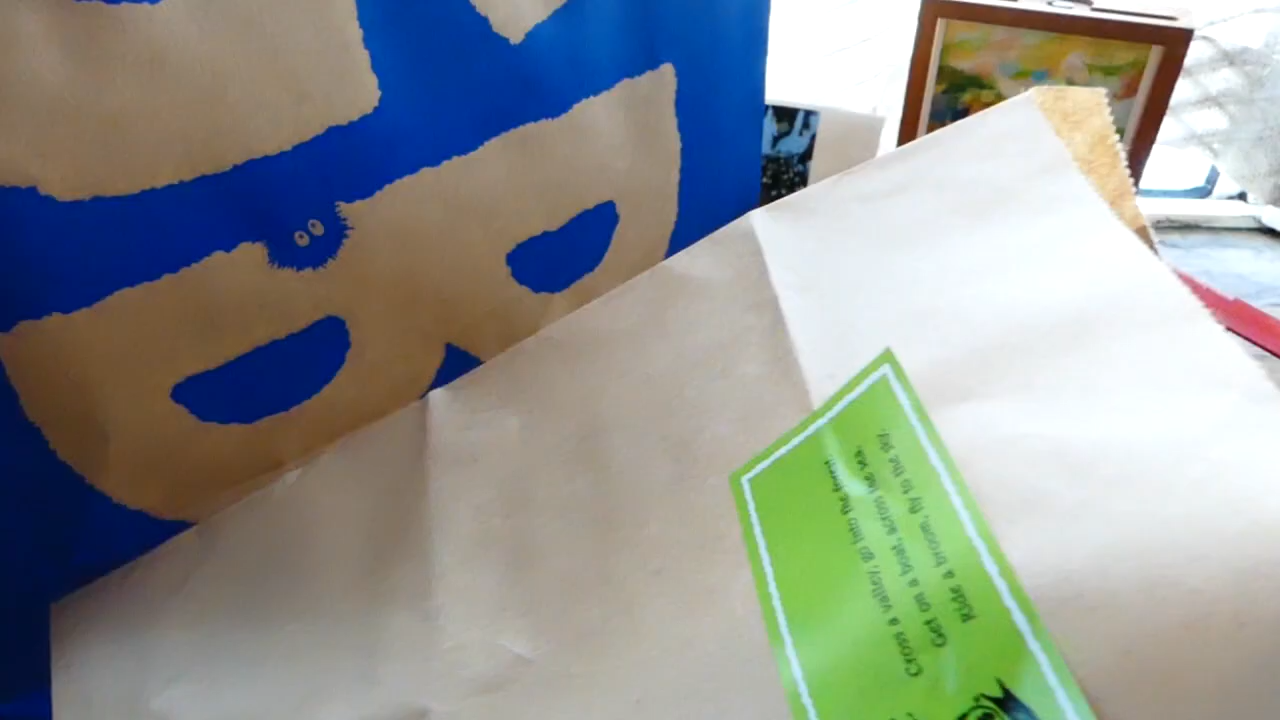 Cross a valley, go into the forest.
Get on a boat, across the sea.
Ride a broom, fly to the sky.